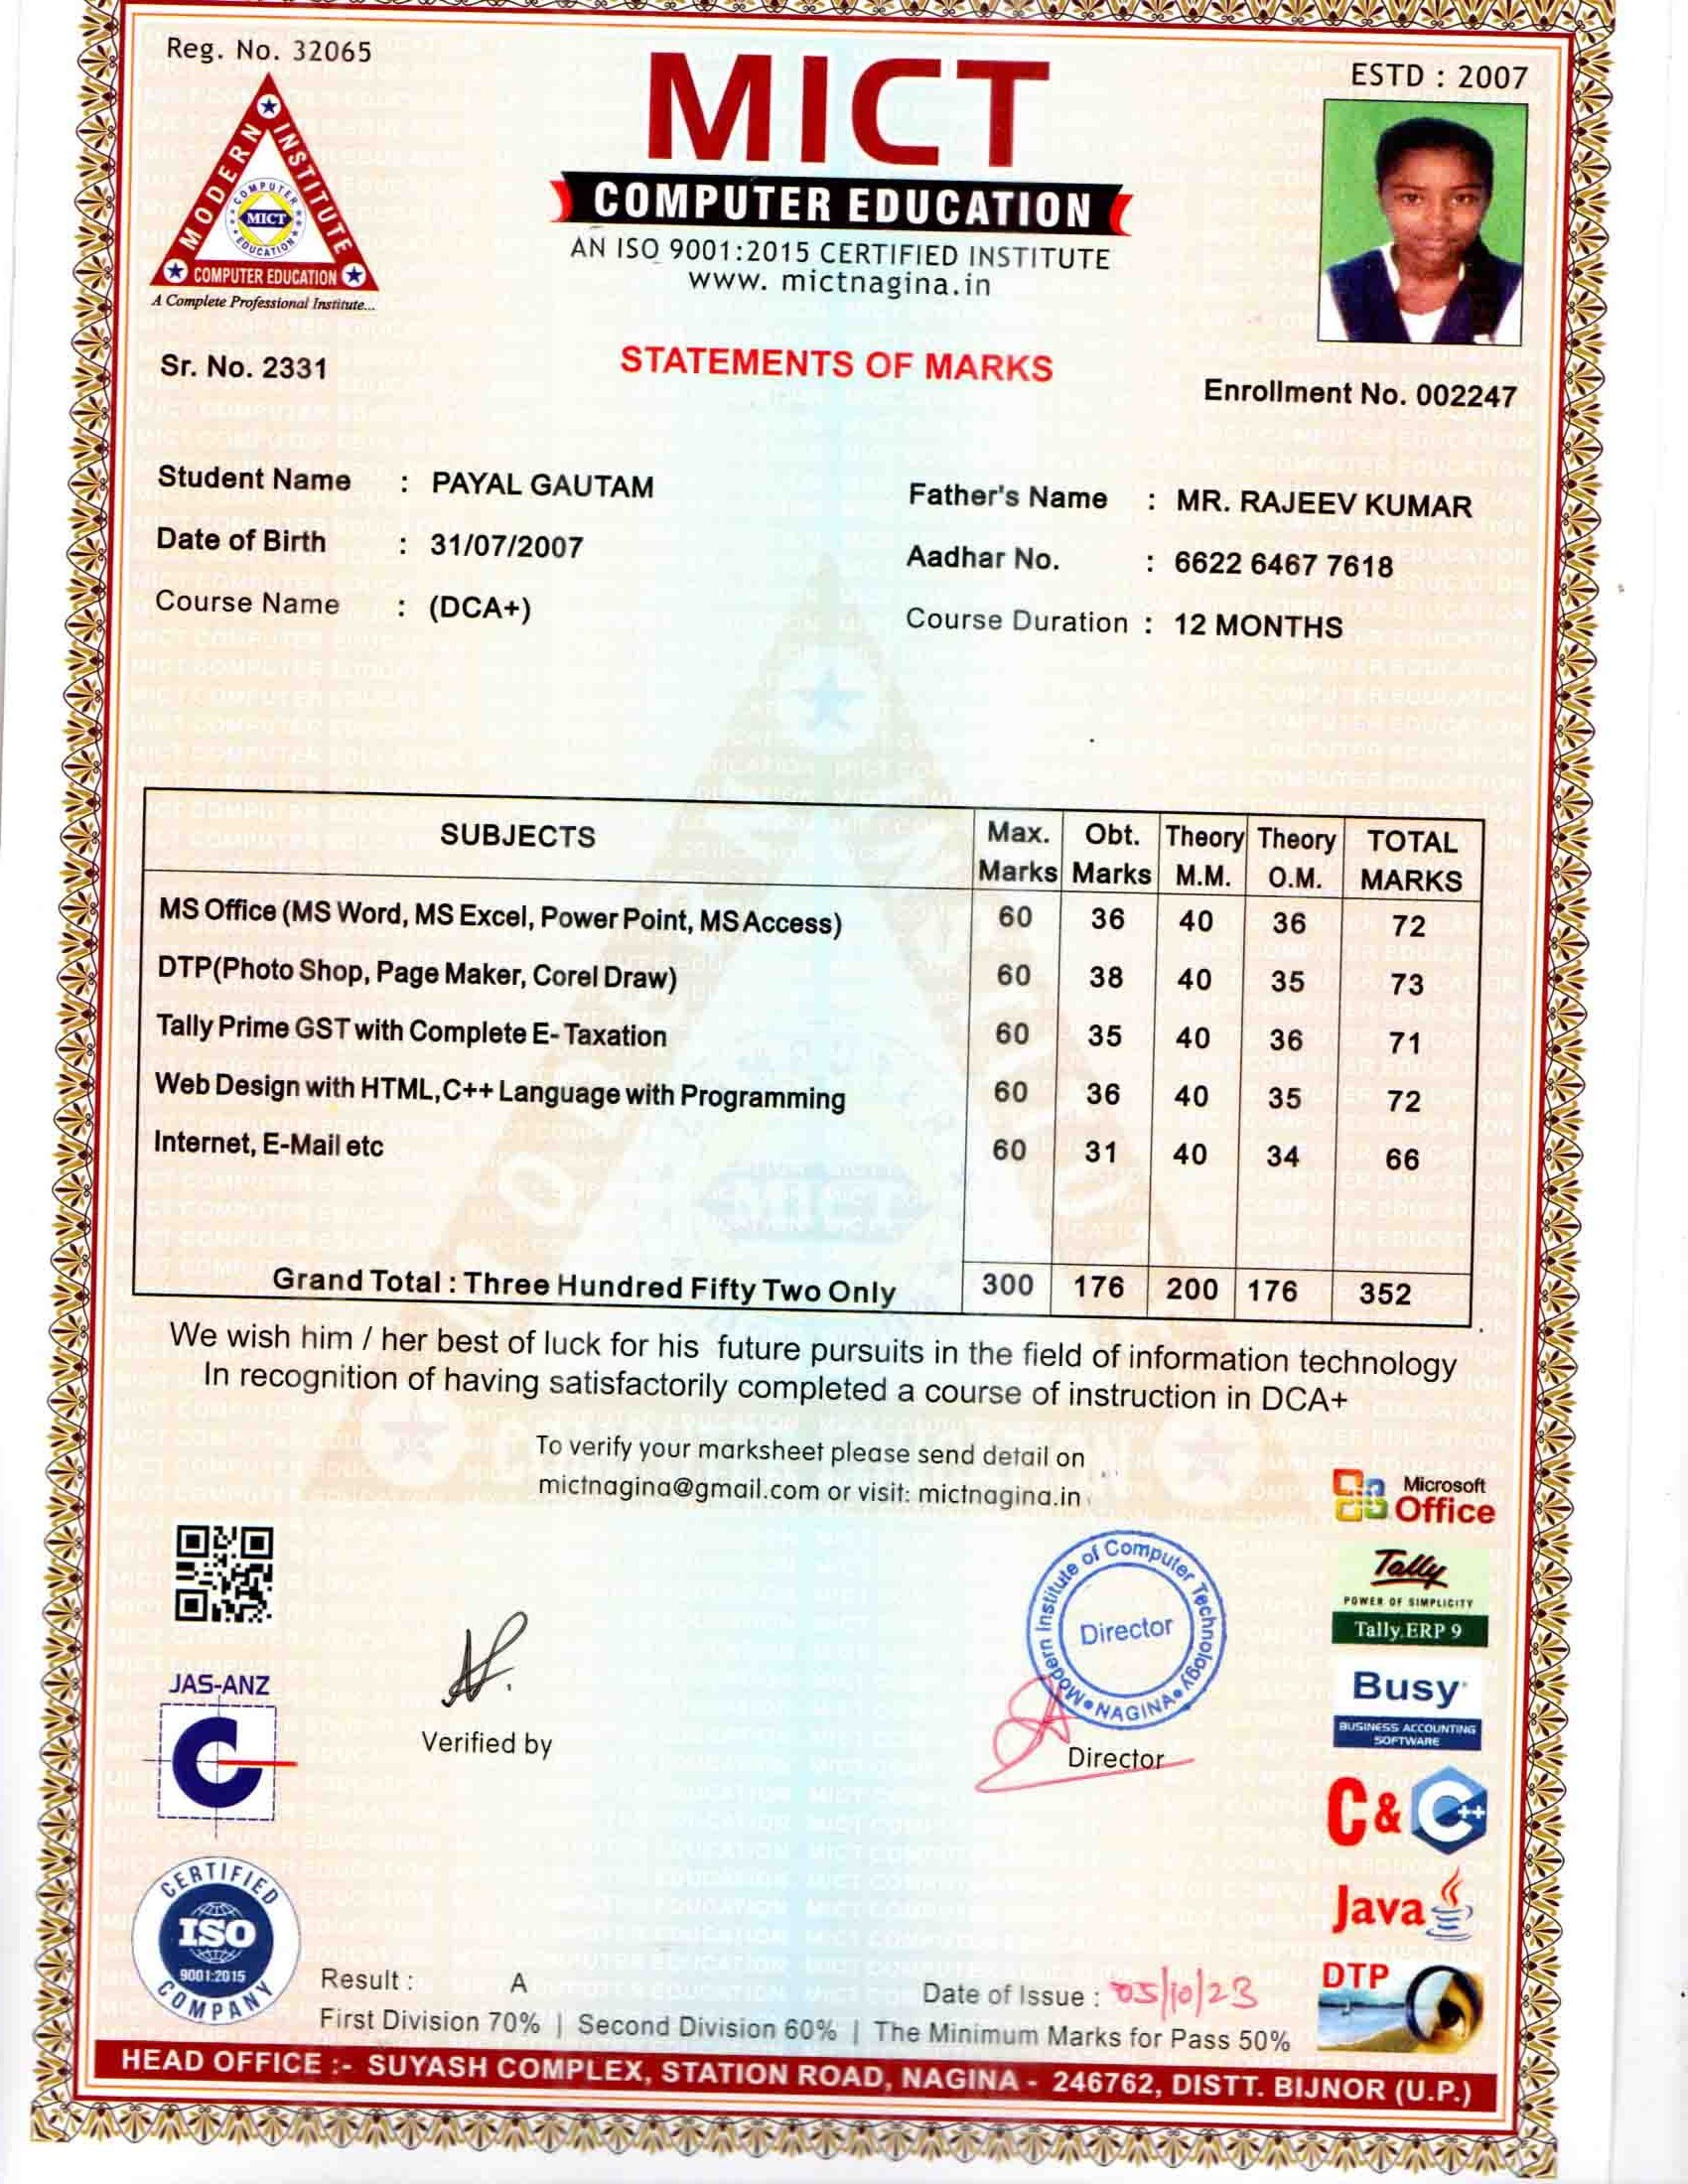 Reg. No. 32065
MICT
ESTD : 2007
MODERN INSTITUTE
COMPUTER EDUCATION
MICT
COMPUTER EDUCATION
A Complete Professional Institute...
COMPUTER EDUCATION
AN ISO 9001:2015 CERTIFIED INSTITUTE
www. mictnagina.in
Sr. No. 2331
STATEMENTS OF MARKS
Enrollment No. 002247
Student Name : PAYAL GAUTAM
Father's Name : MR. RAJEEV KUMAR
Date of Birth : 31/07/2007
Aadhar No. : 6622 6467 7618
Course Name : (DCA+)
Course Duration : 12 MONTHS
SUBJECTS Max. Marks Obt. Marks Theory M.M. Theory O.M. TOTAL MARKS
MS Office (MS Word, MS Excel, Power Point, MS Access) 60 36 40 36 72
DTP(Photo Shop, Page Maker, Corel Draw) 60 38 40 35 73
Tally Prime GST with Complete E- Taxation 60 35 40 36 71
Web Design with HTML,C++ Language with Programming 60 36 40 35 72
Internet, E-Mail etc 60 31 40 34 66
Grand Total : Three Hundred Fifty Two Only 300 176 200 176 352
We wish him / her best of luck for his future pursuits in the field of information technology
In recognition of having satisfactorily completed a course of instruction in DCA+
To verify your marksheet please send detail on
mictnagina@gmail.com or visit: mictnagina.in
Microsoft
Office
Tally
POWER OF SIMPLICITY
Tally.ERP 9
Busy
BUSINESS ACCOUNTING
SOFTWARE
C & C++
Java
DTP
Modern Institute of Computer Technology
NAGINA
Director
JAS-ANZ
Verified by
Director
CERTIFIED
ISO
9001:2015
COMPANY
Result : A
Date of Issue : 05/10/23
First Division 70% | Second Division 60% | The Minimum Marks for Pass 50%
HEAD OFFICE :- SUYASH COMPLEX, STATION ROAD, NAGINA - 246762, DISTT. BIJNOR (U.P.)